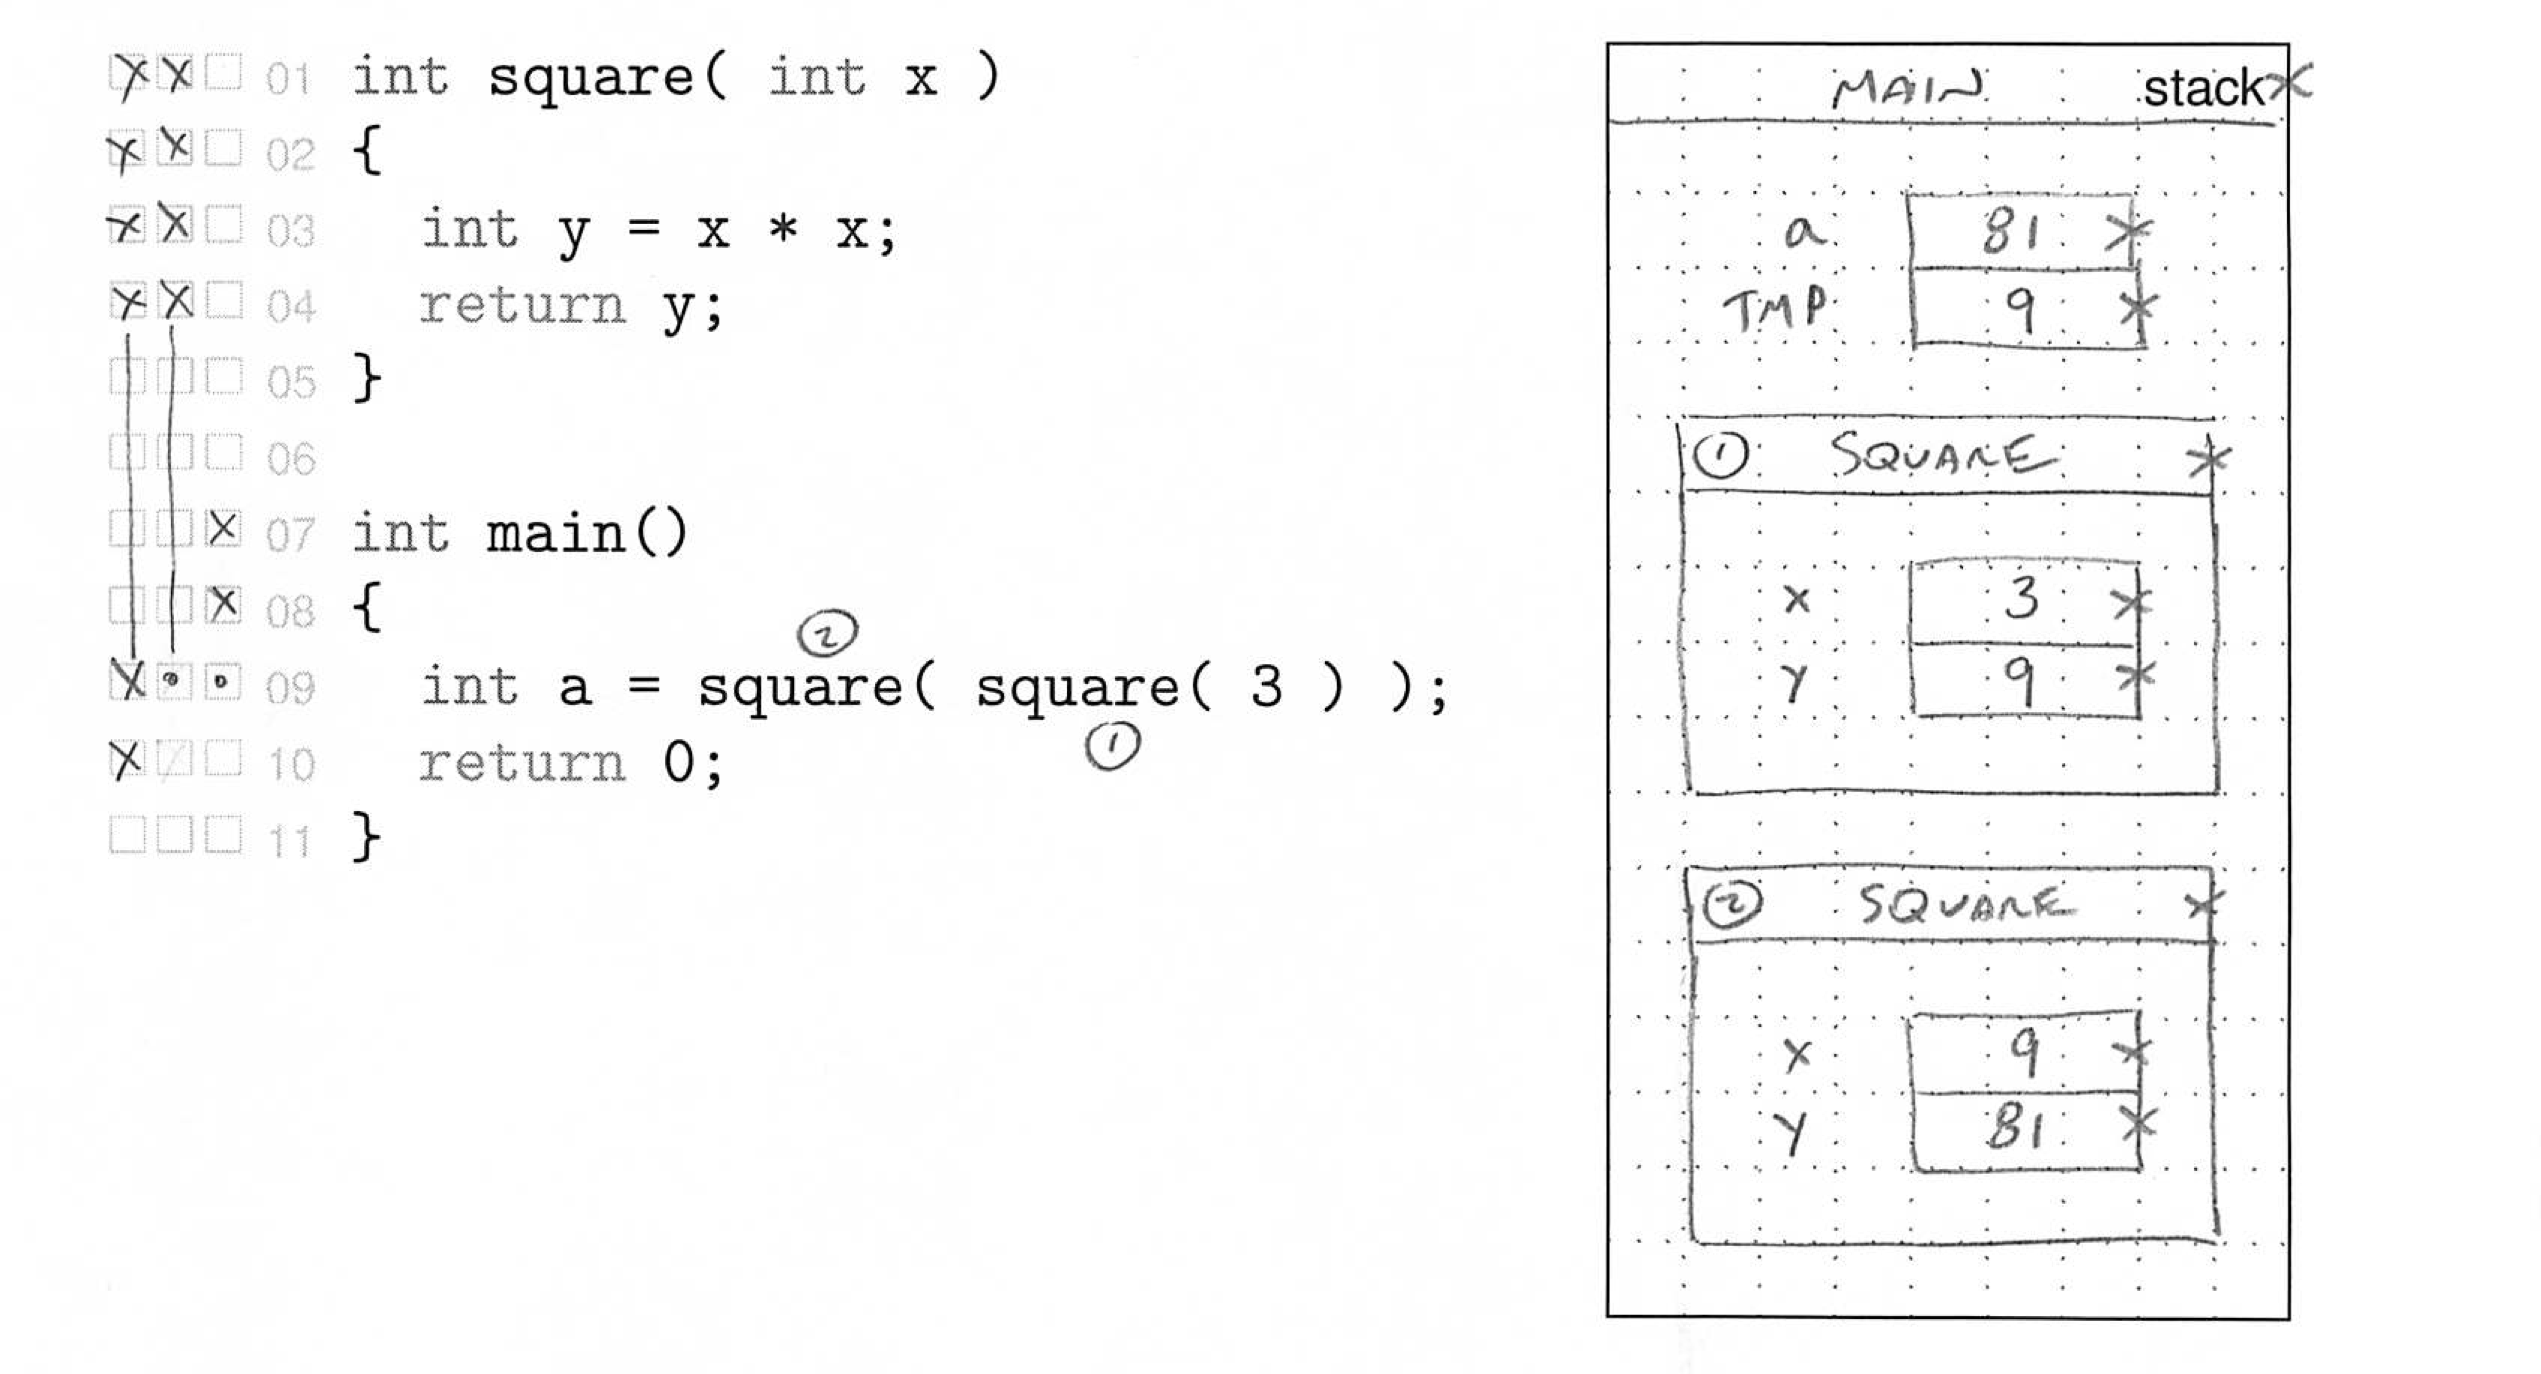 01 int square( int x )
02 {
03 int y = x * x;
04 return y;
05 }
06
07 int main()
08 {
②
09 int a = square( square( 3 ) );
①
10 return 0;
11 }
MAIN stack
a 81
TMP 9
① SQUARE
x 3
y 9
② SQUARE
x 9
y 81